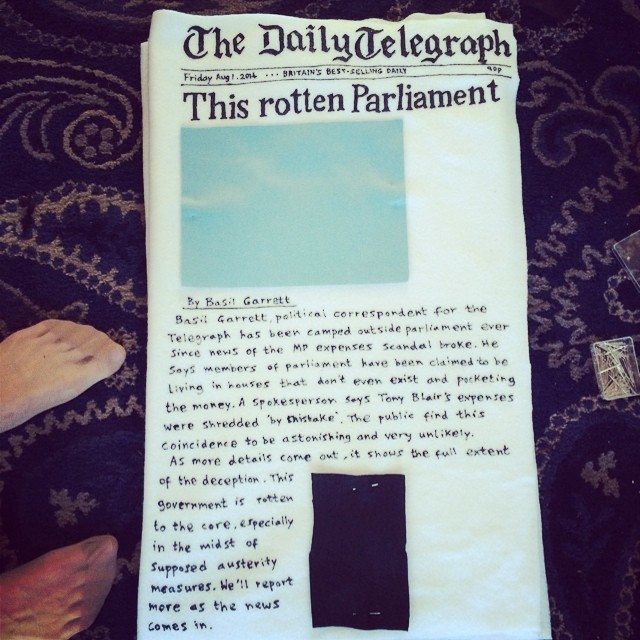 The Daily Telegraph
Friday Aug 1. 2014 ... BRITAIN'S BEST-SELLING DAILY 90p
This rotten Parliament
By Basil Garrett
Basil Garrett, political correspondent for the
Telegraph has been camped outside parliament ever
since news of the MP expenses scandal broke. He
says members of parliament have been claimed to be
living in houses that don't even exist and pocketing
the money. A spokesperson says Tony Blair's expenses
were shredded 'by mistake'. The public find this
coincidence to be astonishing and very unlikely.
As more details come out, it shows the full extent
of the deception. This
government is rotten
to the core, especially
in the midst of
supposed austerity
measures. We'll report
more as the news
comes in.